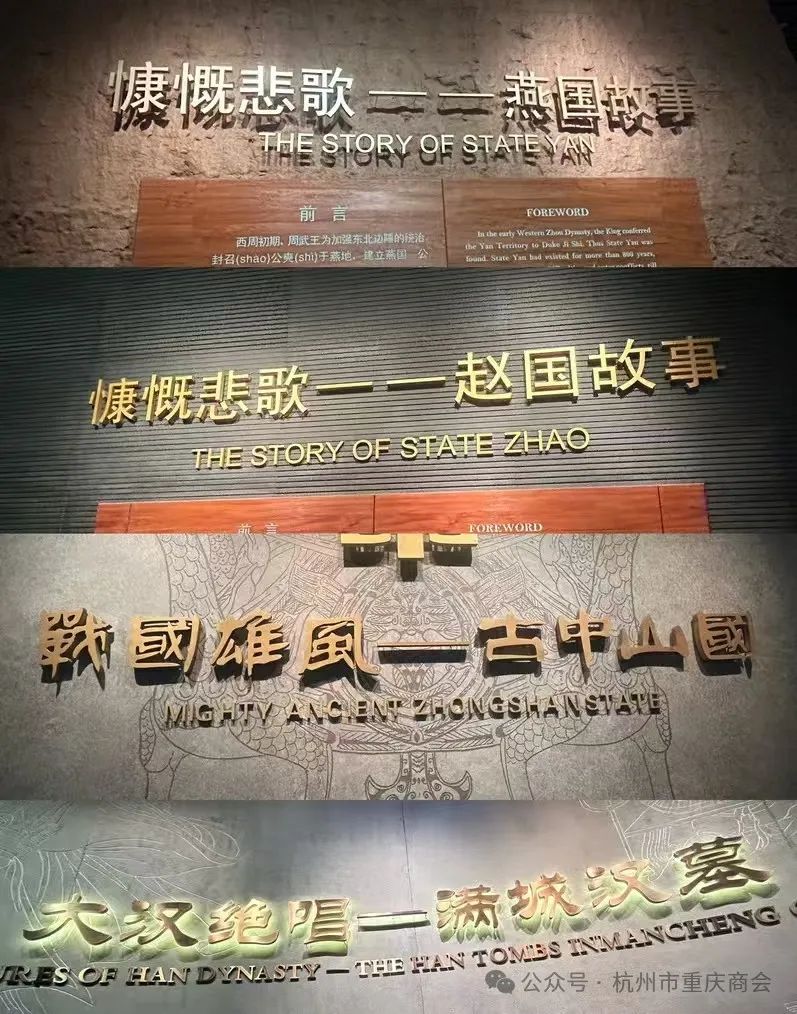 慷慨悲歌——燕国故事
THE STORY OF STATE YAN
前言
西周初期，周武王为加强东北边疆的统治
封召(shào)公奭(shì)于燕地，建立燕国 公
FOREWORD
In the early Western Zhou Dynasty, the King conferred
the Yan Territory to Duke Ji Shi. Thus State Yan was
found. State Yan had existed for more than 800 years,
慷慨悲歌——赵国故事
THE STORY OF STATE ZHAO
前言
FOREWORD
戰國雄風—古中山國
MIGHTY ANCIENT ZHONGSHAN STATE
大汉绝唱—满城汉墓
URES OF HAN DYNASTY—THE HAN TOMBS INMANCHENG
公众号·杭州市重庆商会